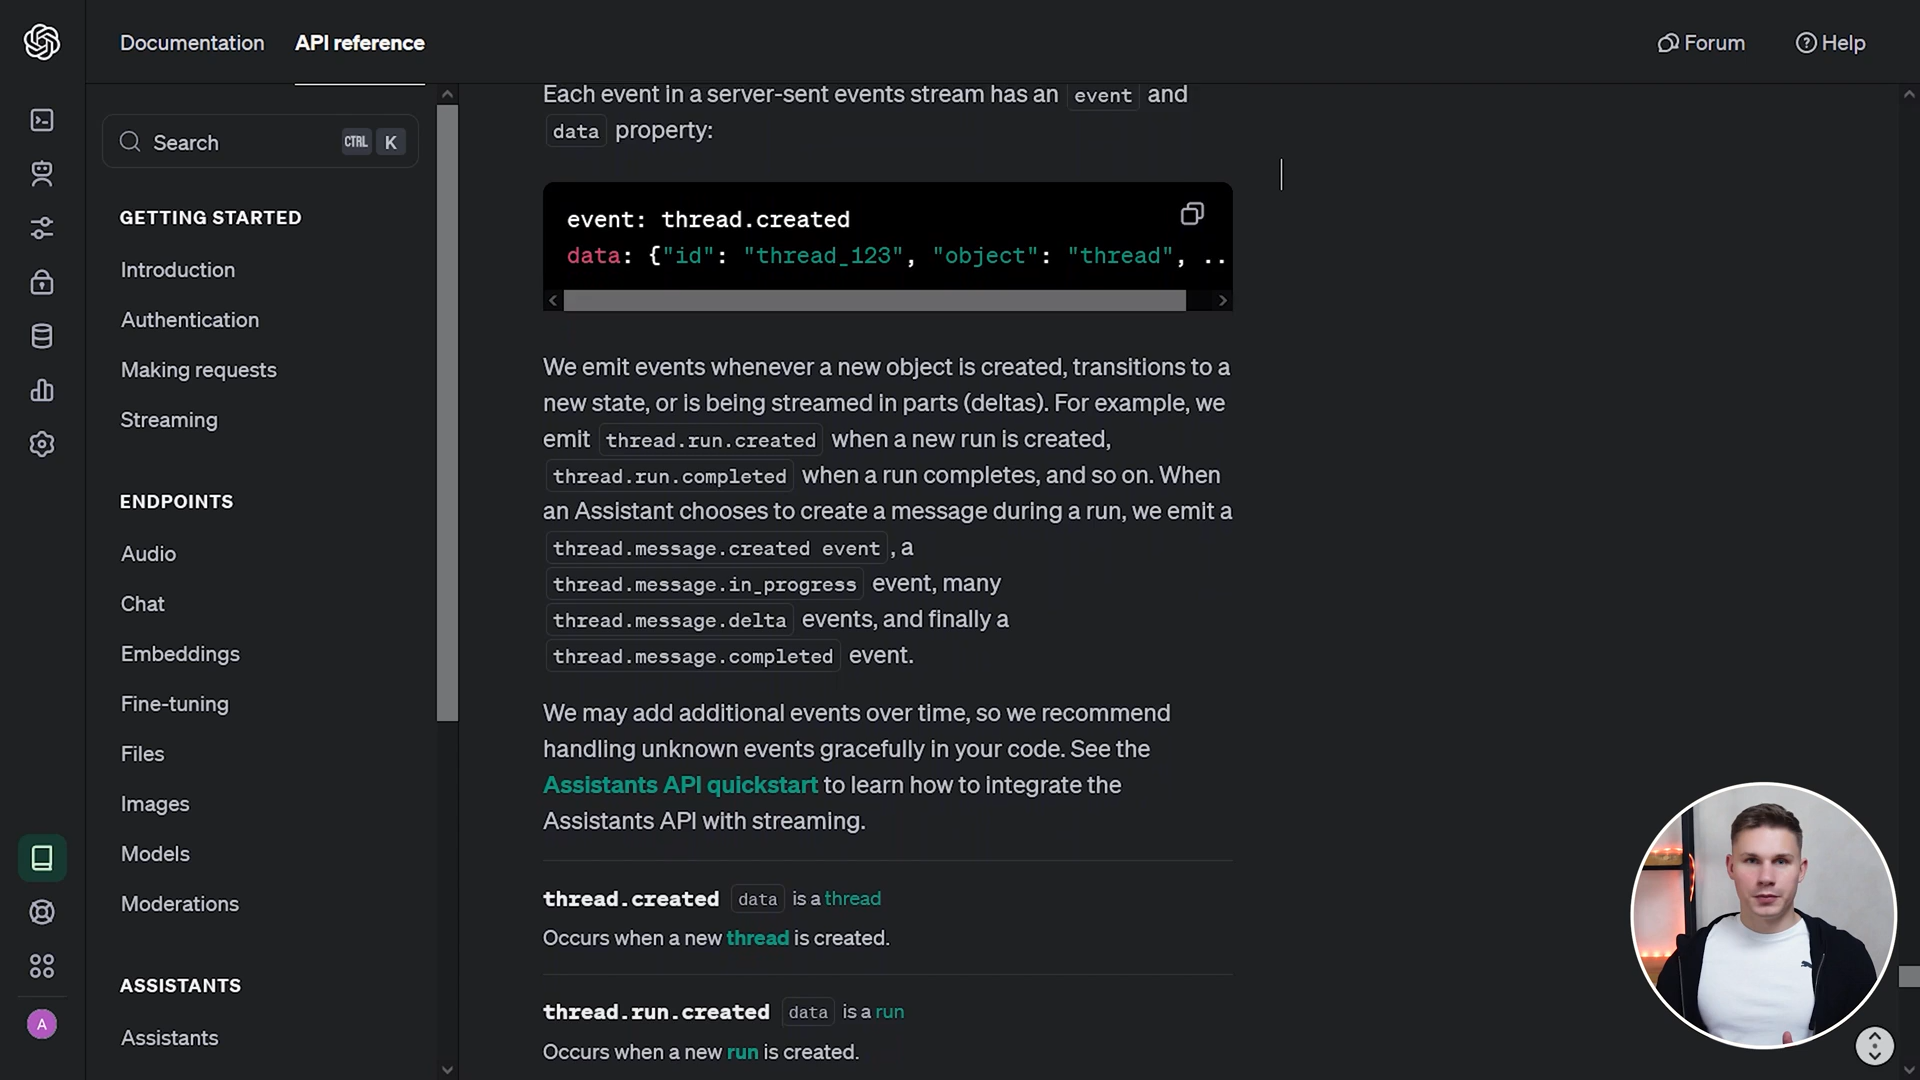 Documentation
API reference
Forum
Help
Search
CTRL K
GETTING STARTED
Introduction
Authentication
Making requests
Streaming
ENDPOINTS
Audio
Chat
Embeddings
Fine-tuning
Files
Images
Models
Moderations
ASSISTANTS
Assistants
A
Each event in a server-sent events stream has an event and
data property:
event: thread.created
data: {"id": "thread_123", "object": "thread", ..
We emit events whenever a new object is created, transitions to a
new state, or is being streamed in parts (deltas). For example, we
emit thread.run.created when a new run is created,
thread.run.completed when a run completes, and so on. When
an Assistant chooses to create a message during a run, we emit a
thread.message.created event , a
thread.message.in_progress event, many
thread.message.delta events, and finally a
thread.message.completed event.
We may add additional events over time, so we recommend
handling unknown events gracefully in your code. See the
Assistants API quickstart to learn how to integrate the
Assistants API with streaming.
thread.created data is a thread
Occurs when a new thread is created.
thread.run.created data is a run
Occurs when a new run is created.